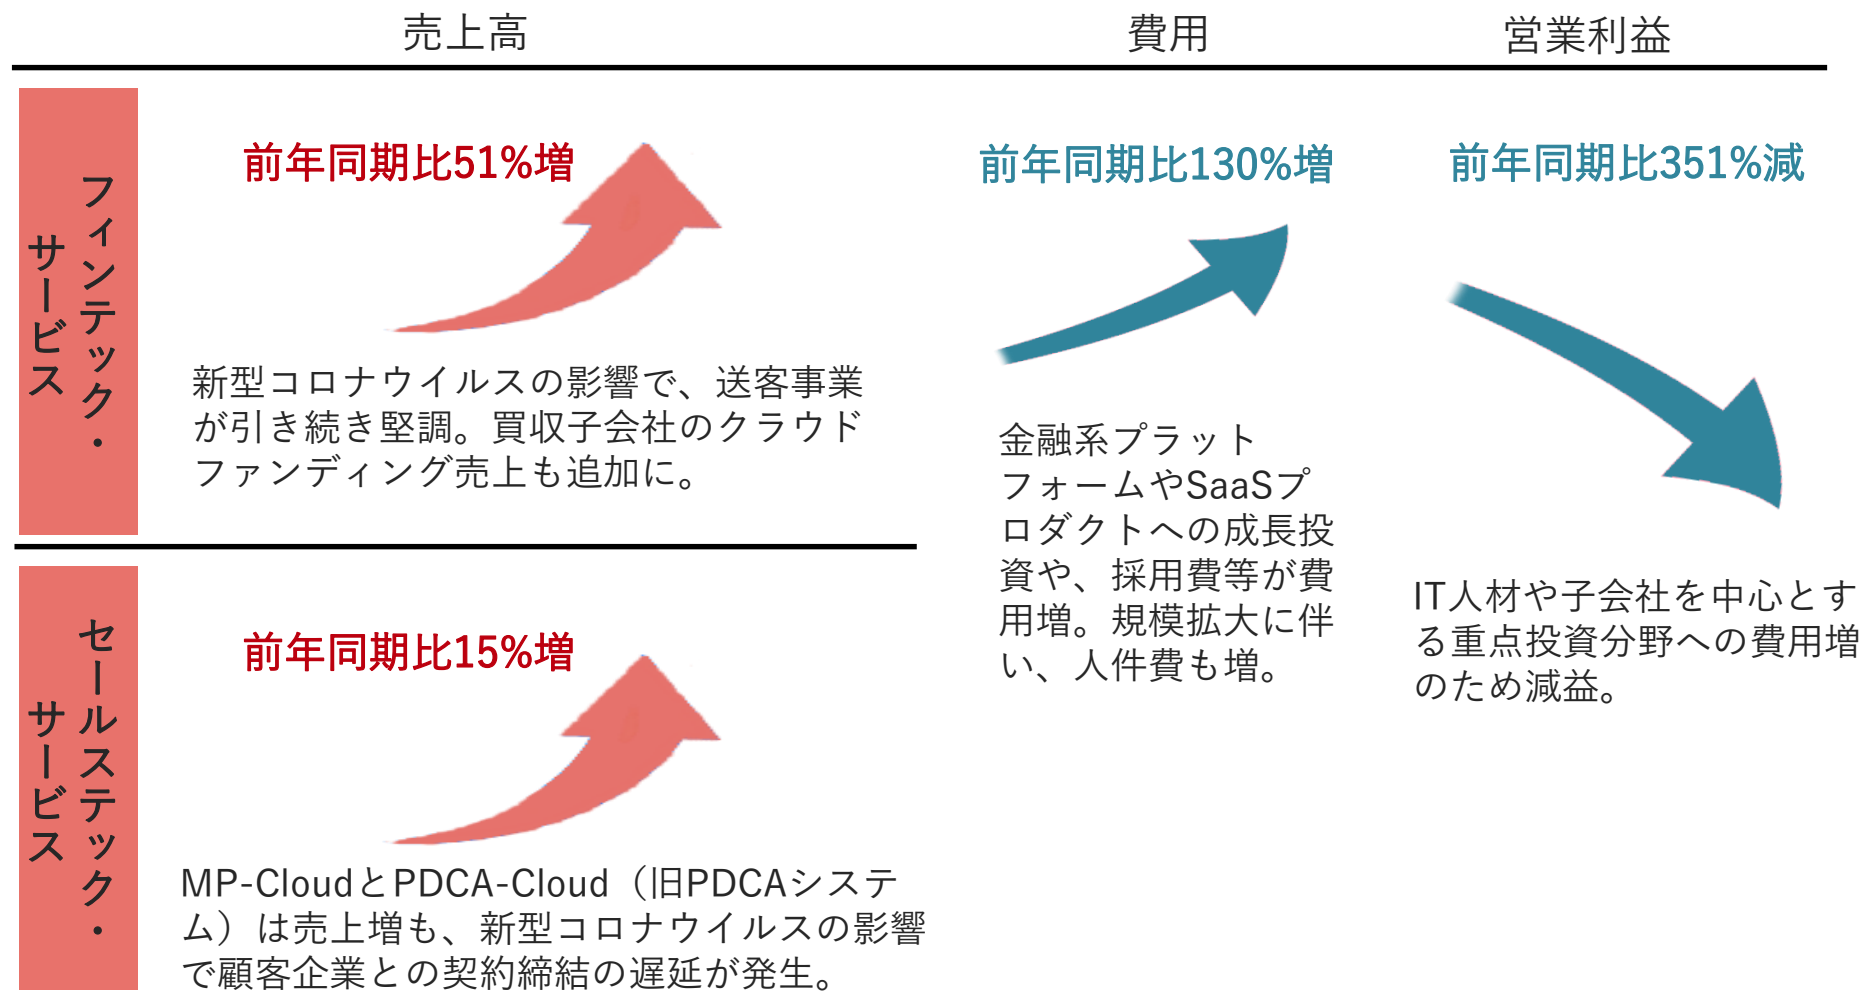 売上高
費用
営業利益
フィンテック・
サービス
前年同期比51%増
新型コロナウイルスの影響で、送客事業
が引き続き堅調。買収子会社のクラウド
ファンディング売上も追加に。
セールステック・
サービス
前年同期比15%増
MP-CloudとPDCA-Cloud（旧PDCAシステ
ム）は売上増も、新型コロナウイルスの影響
で顧客企業との契約締結の遅延が発生。
前年同期比130%増
金融系プラット
フォームやSaaSプ
ロダクトへの成長投
資や、採用費等が費
用増。規模拡大に伴
い、人件費も増。
前年同期比351%減
IT人材や子会社を中心とす
る重点投資分野への費用増
のため減益。